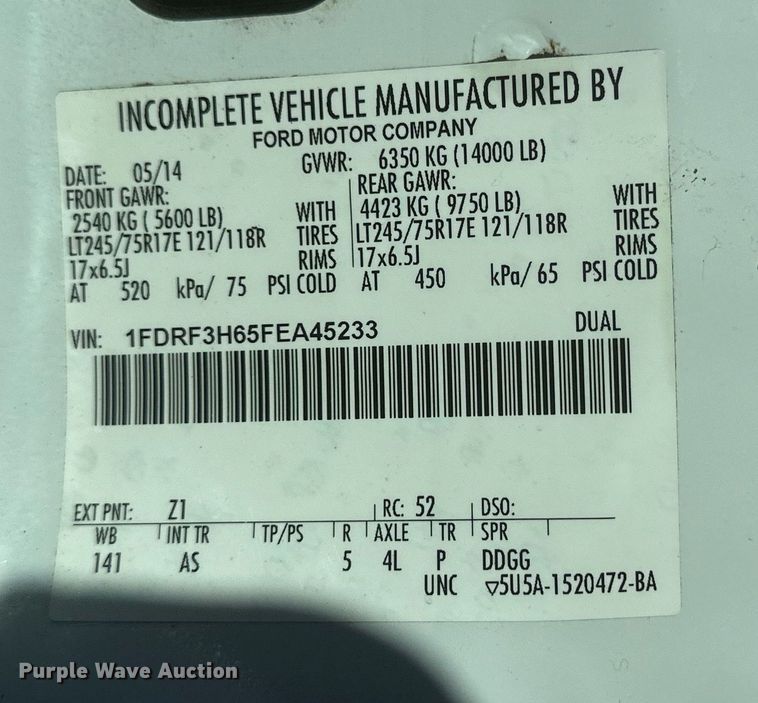 INCOMPLETE VEHICLE MANUFACTURED BY
FORD MOTOR COMPANY
DATE: 05/14 GVWR: 6350 KG (14000 LB)
FRONT GAWR: REAR GAWR:
2540 KG ( 5600 LB) WITH 4423 KG ( 9750 LB) WITH
LT245/75R17E 121/118R TIRES LT245/75R17E 121/118R TIRES
17x6.5J RIMS 17x6.5J RIMS
AT 520 kPa/ 75 PSI COLD AT 450 kPa/ 65 PSI COLD
VIN: 1FDRF3H65FEA45233 DUAL
EXT PNT: Z1 RC: 52 DSO:
WB INT TR TP/PS R AXLE TR SPR
141 AS 5 4L P DDGG
UNC ▽5U5A-1520472-BA
Purple Wave Auction